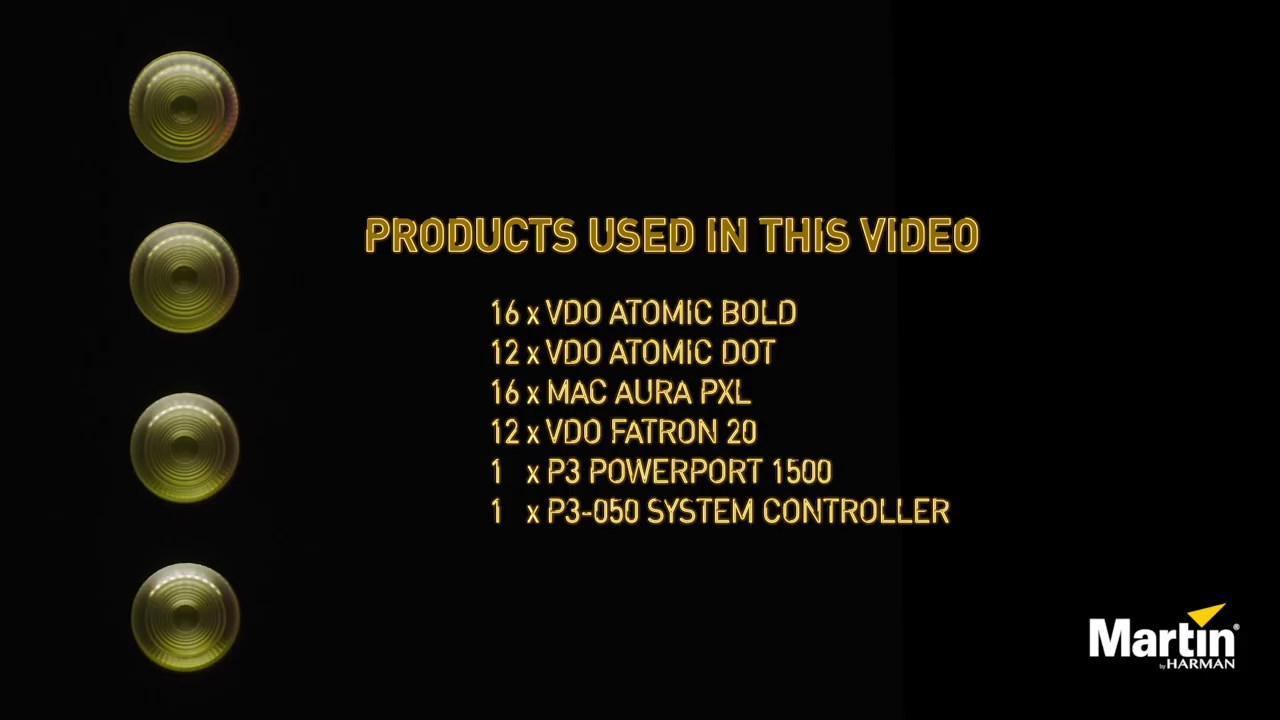 PRODUCTS USED IN THIS VIDEO
16 x VDO ATOMIC BOLD
12 x VDO ATOMIC DOT
16 x MAC AURA PXL
12 x VDO FATRON 20
1 x P3 POWERPORT 1500
1 x P3-050 SYSTEM CONTROLLER
Martin®
by HARMAN